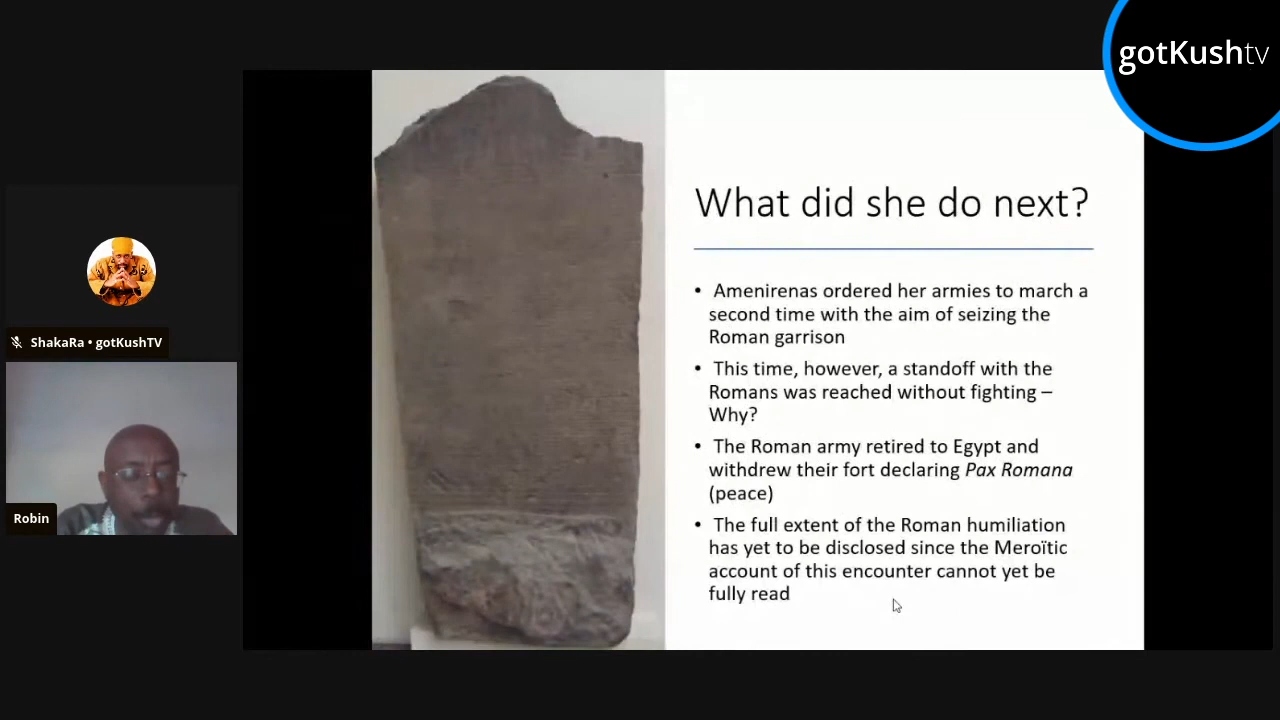 gotKushtv
What did she do next?
• Amenirenas ordered her armies to march a
second time with the aim of seizing the
Roman garrison
• This time, however, a standoff with the
Romans was reached without fighting –
Why?
• The Roman army retired to Egypt and
withdrew their fort declaring Pax Romana
(peace)
• The full extent of the Roman humiliation
has yet to be disclosed since the Meroïtic
account of this encounter cannot yet be
fully read
ShakaRa • gotKushTV
Robin